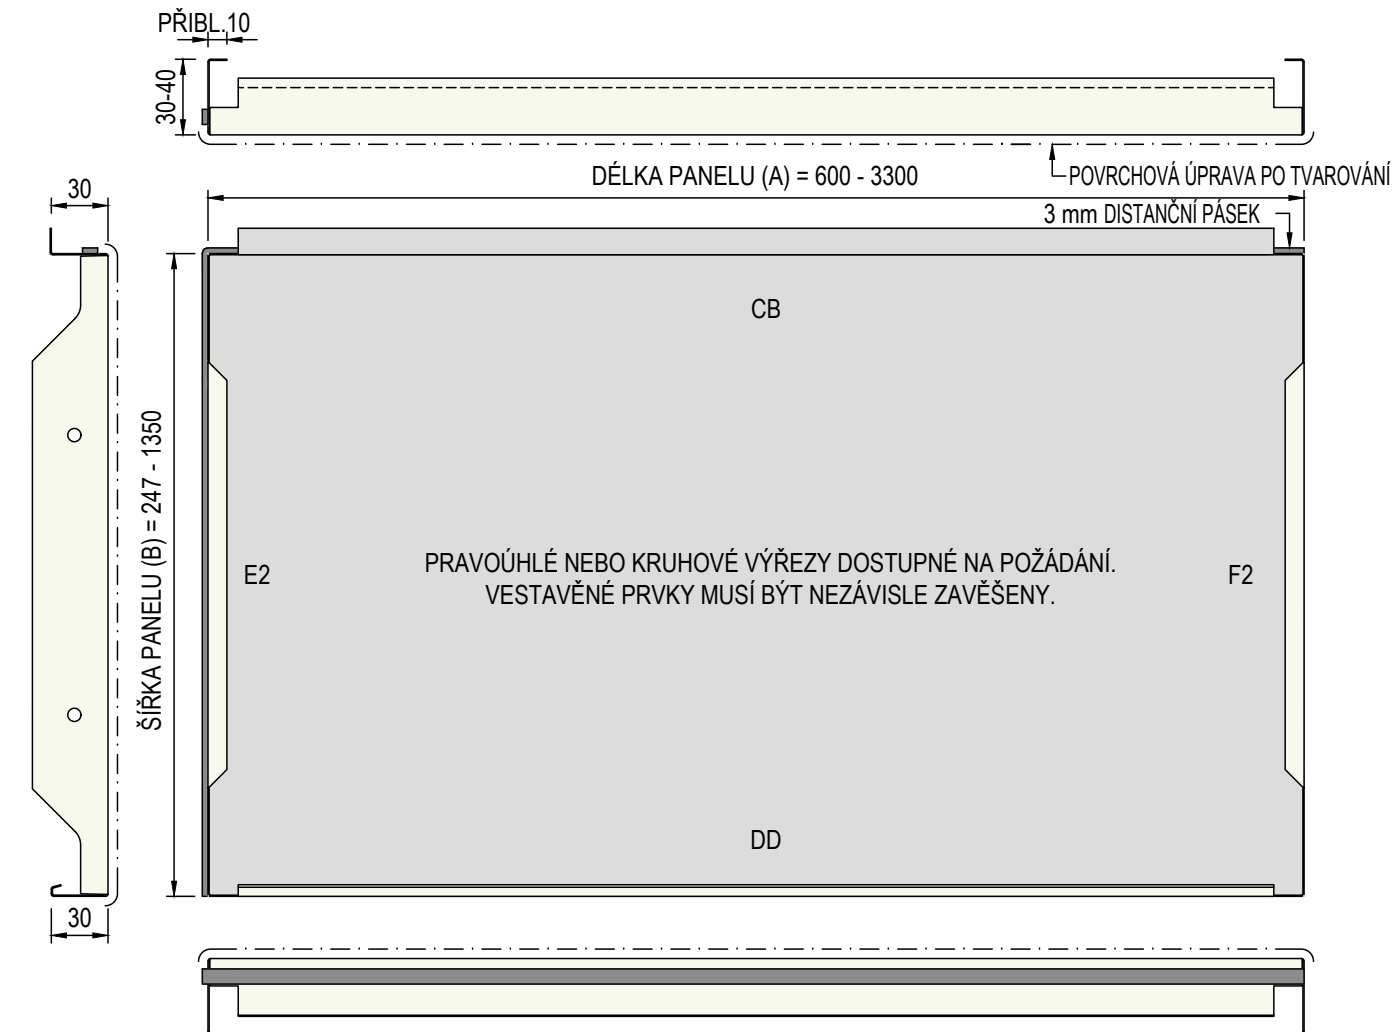 PŘIBL.10
30-40
DÉLKA PANELU (A) = 600 - 3300
POVRCHOVÁ ÚPRAVA PO TVAROVÁNÍ
30
3 mm DISTANČNÍ PÁSEK
CB
ŠÍŘKA PANELU (B) = 247 - 1350
E2
PRAVOÚHLÉ NEBO KRUHOVÉ VÝŘEZY DOSTUPNÉ NA POŽÁDÁNÍ.
VESTAVĚNÉ PRVKY MUSÍ BÝT NEZÁVISLE ZAVĚŠENY.
F2
DD
30